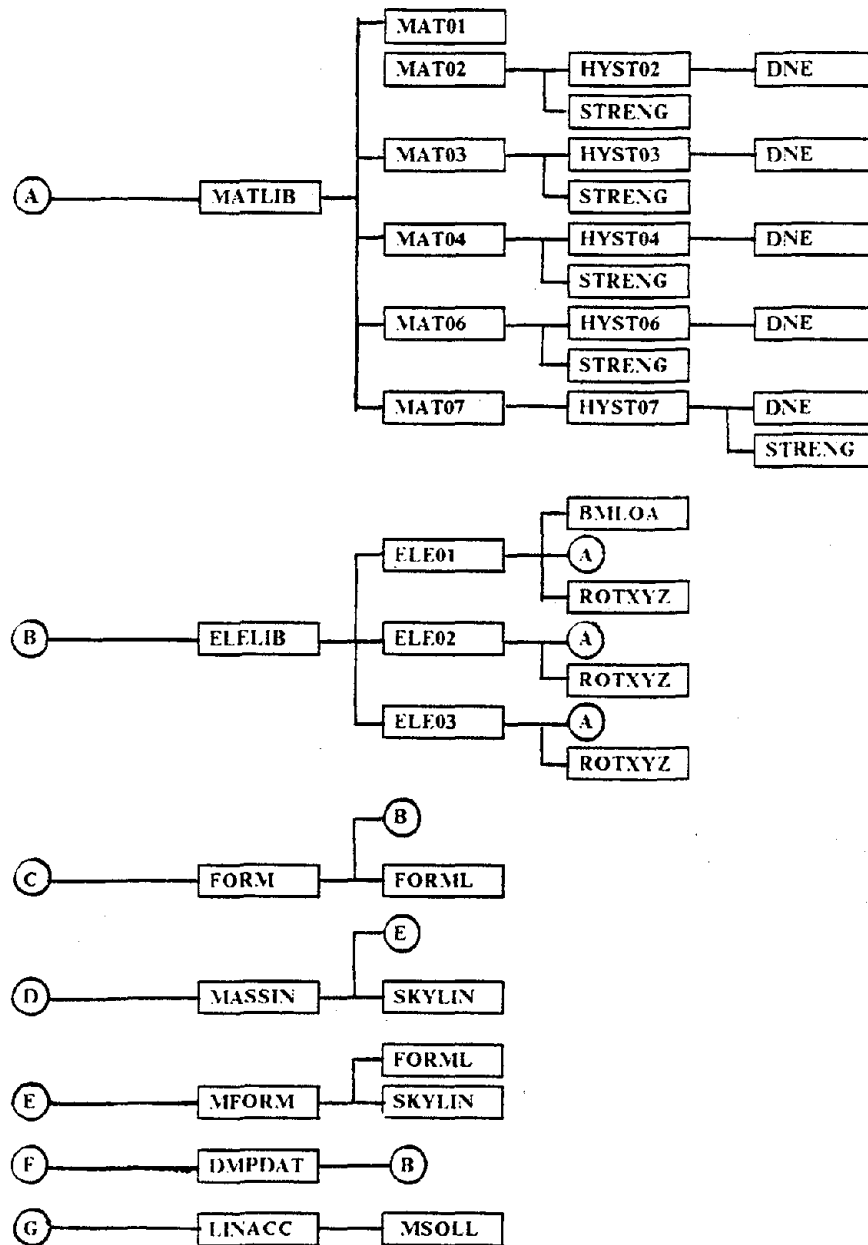 MAT01
MAT02 HYST02 DNE
STRENG
MAT03 HYST03 DNE
STRENG
A MATLIB
MAT04 HYST04 DNE
STRENG
MAT06 HYST06 DNE
STRENG
MAT07 HYST07 DNE
STRENG
BMLOA
ELE01 A
ROTXYZ
B ELELIB ELE02 A
ROTXYZ
ELE03 A
ROTXYZ
B
C FORM FORML
E
D MASSIN SKYLIN
FORML
E MFORM SKYLIN
F DMPDAT B
G LINACC MSOLL